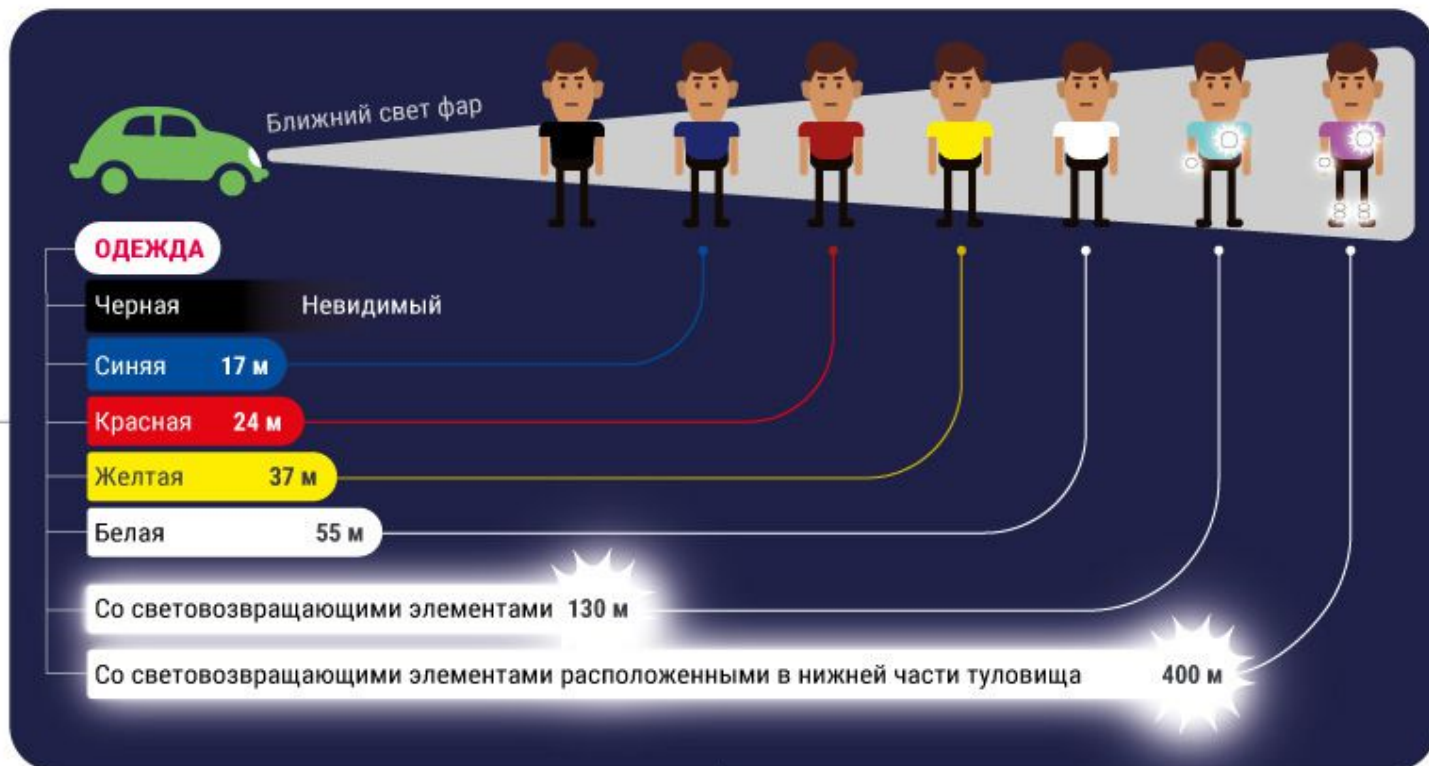 Ближний свет фар
ОДЕЖДА
Черная Невидимый
Синяя 17 м
Красная 24 м
Желтая 37 м
Белая 55 м
Со световозвращающими элементами 130 м
Со световозвращающими элементами расположенными в нижней части туловища 400 м